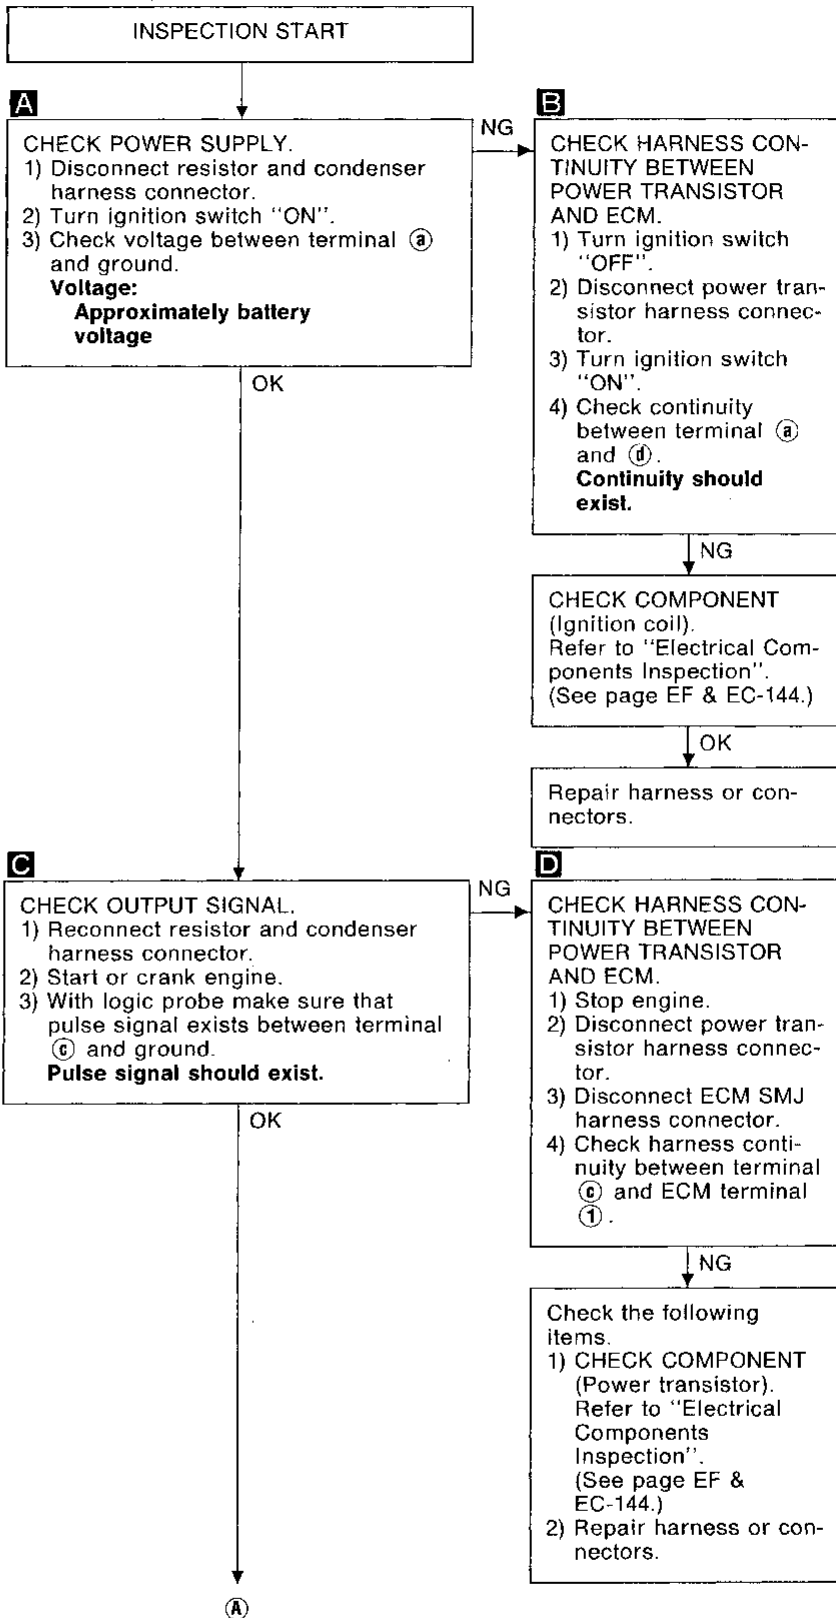 INSPECTION START
A
CHECK POWER SUPPLY.
1) Disconnect resistor and condenser
harness connector.
2) Turn ignition switch "ON".
3) Check voltage between terminal ⓐ
and ground.
Voltage:
Approximately battery
voltage
NG
OK
B
CHECK HARNESS CON-
TINUITY BETWEEN
POWER TRANSISTOR
AND ECM.
1) Turn ignition switch
"OFF".
2) Disconnect power tran-
sistor harness connec-
tor.
3) Turn ignition switch
"ON".
4) Check continuity
between terminal ⓐ
and ⓓ.
Continuity should
exist.
NG
CHECK COMPONENT
(Ignition coil).
Refer to "Electrical Com-
ponents Inspection".
(See page EF & EC-144.)
OK
Repair harness or con-
nectors.
C
CHECK OUTPUT SIGNAL.
1) Reconnect resistor and condenser
harness connector.
2) Start or crank engine.
3) With logic probe make sure that
pulse signal exists between terminal
ⓒ and ground.
Pulse signal should exist.
NG
OK
D
CHECK HARNESS CON-
TINUITY BETWEEN
POWER TRANSISTOR
AND ECM.
1) Stop engine.
2) Disconnect power tran-
sistor harness connec-
tor.
3) Disconnect ECM SMJ
harness connector.
4) Check harness conti-
nuity between terminal
ⓒ and ECM terminal
①.
NG
Check the following
items.
1) CHECK COMPONENT
(Power transistor).
Refer to "Electrical
Components
Inspection".
(See page EF &
EC-144.)
2) Repair harness or con-
nectors.
Ⓐ